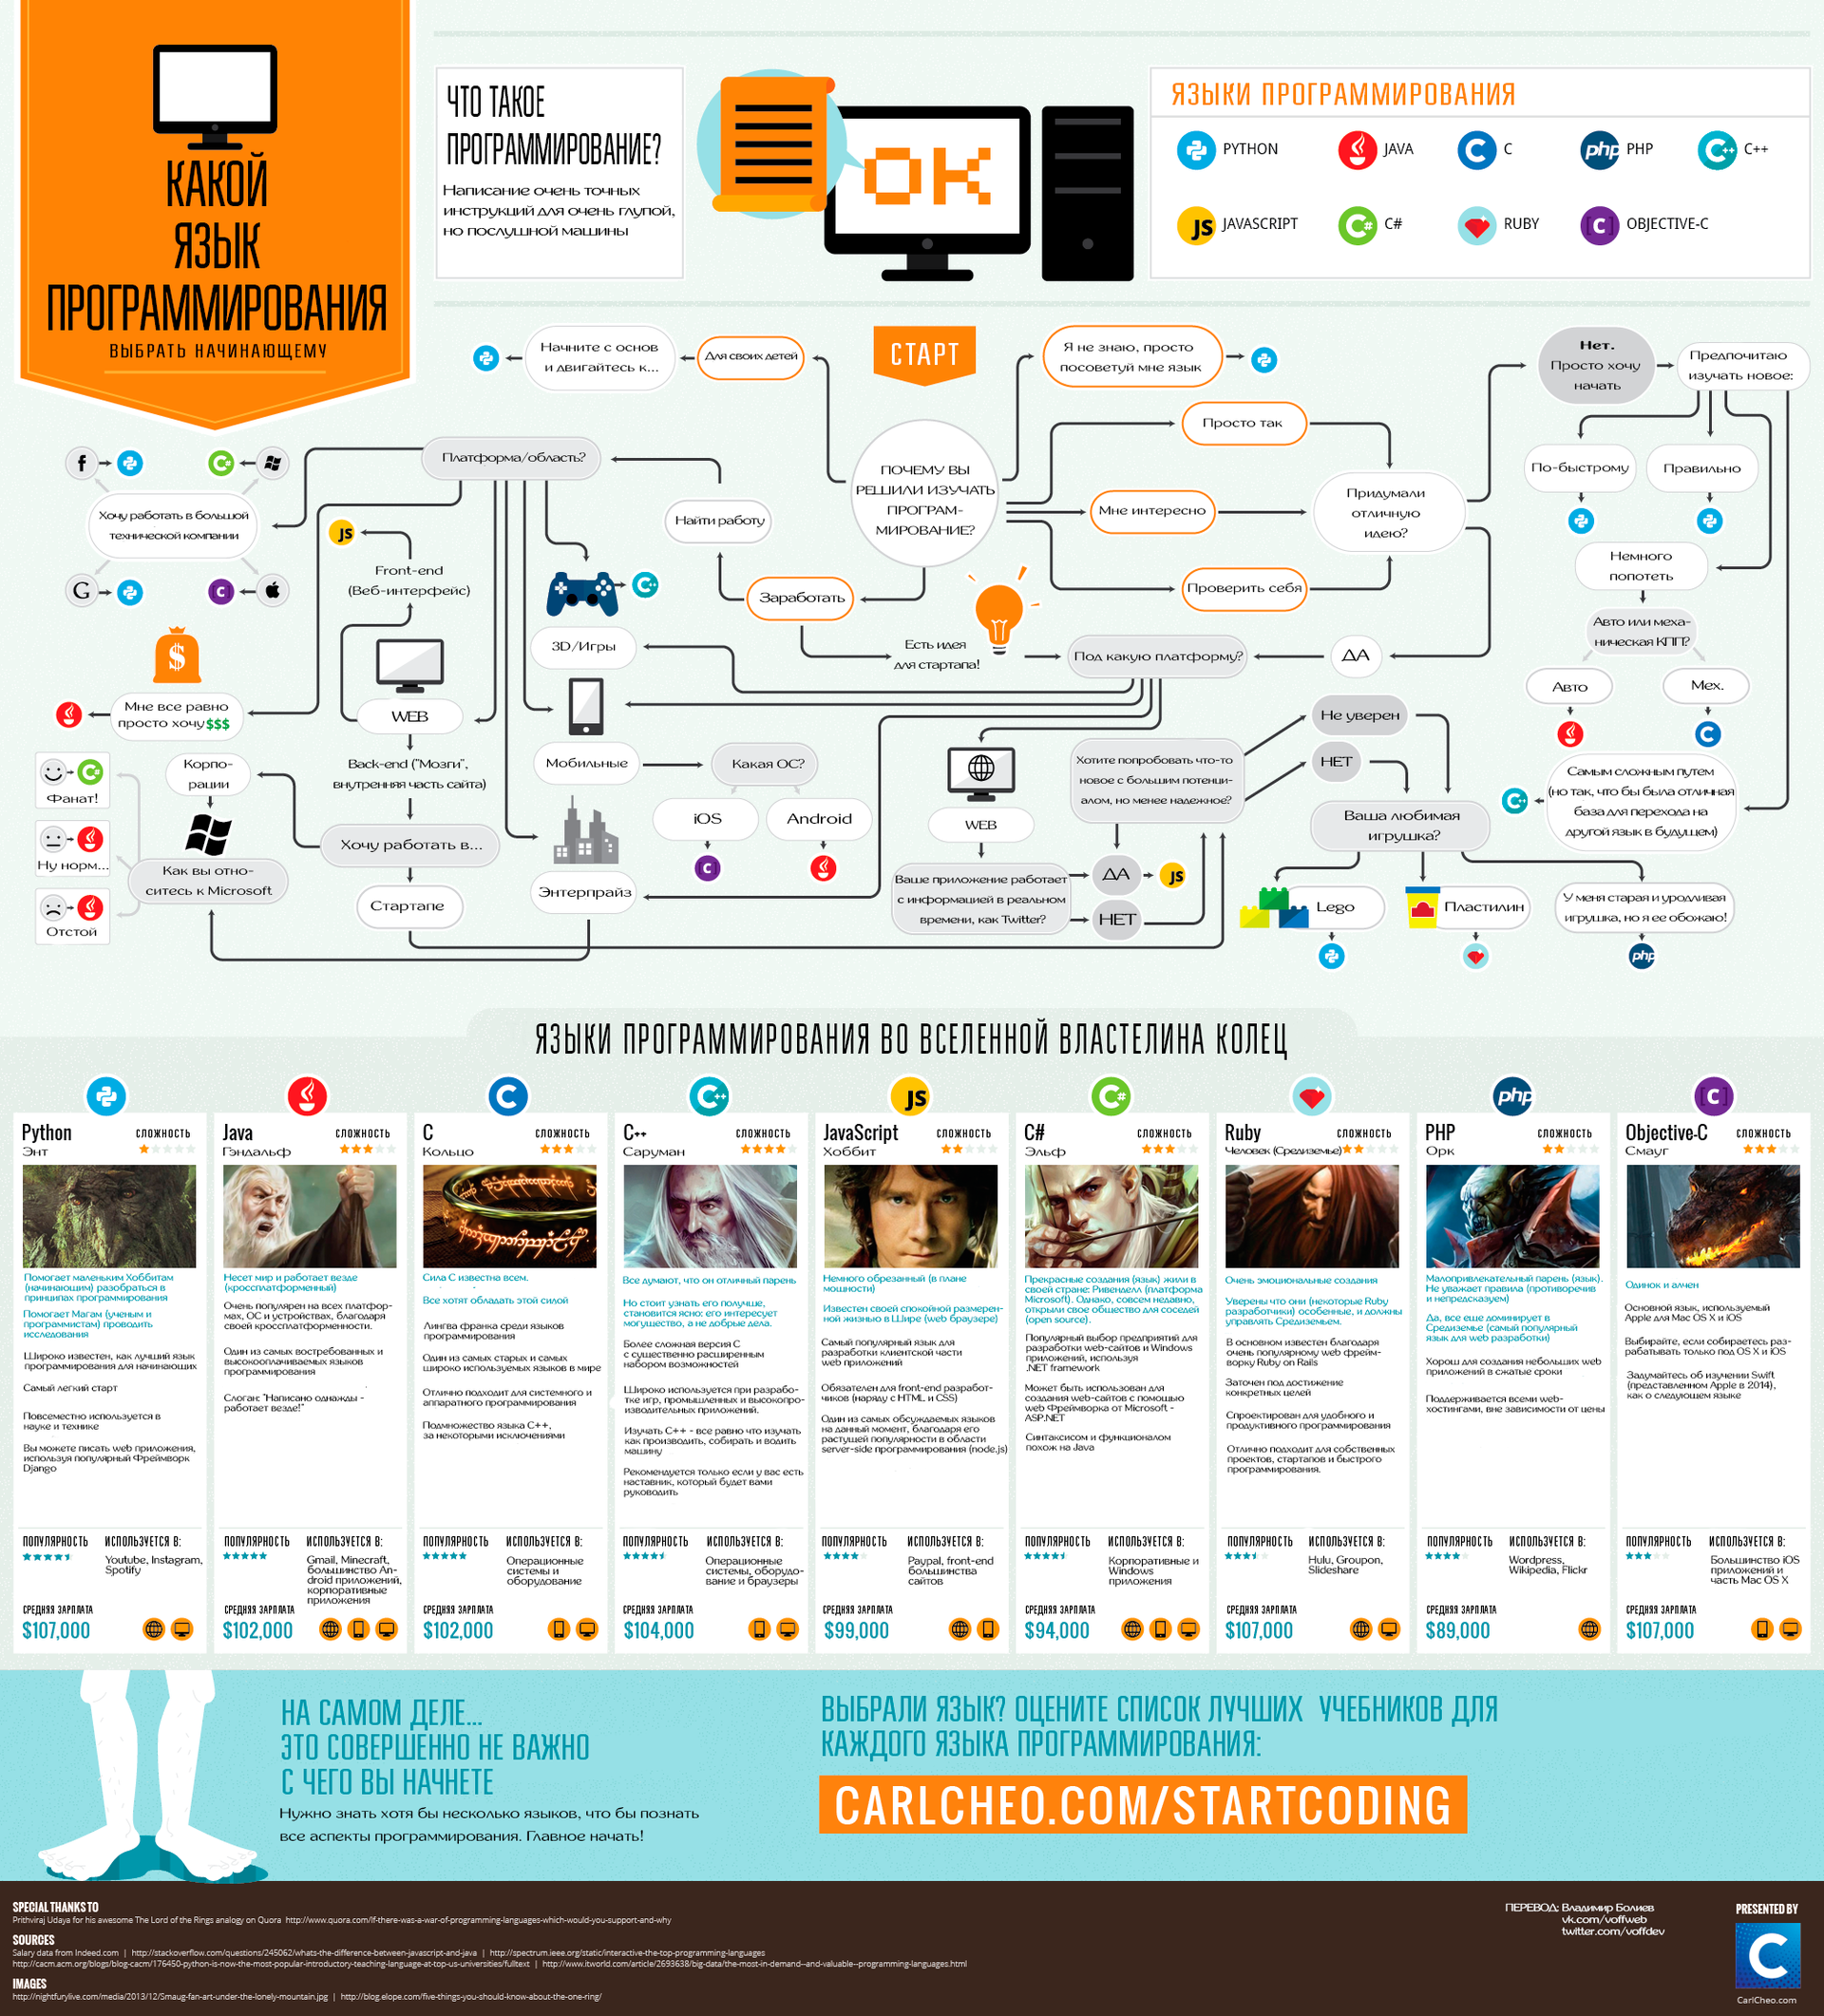 КАКОЙ
ЯЗЫК
ПРОГРАММИРОВАНИЯ
ВЫБРАТЬ НАЧИНАЮЩЕМУ
ЧТО ТАКОЕ
ПРОГРАММИРОВАНИЕ?
Написание очень точных
инструкций для очень глупой,
но послушной машины
OK
ЯЗЫКИ ПРОГРАММИРОВАНИЯ
PYTHON
JAVA
C
C
php
PHP
C++
C++
JS
JAVASCRIPT
C#
C#
RUBY
[C]
OBJECTIVE-C
СТАРТ
ПОЧЕМУ ВЫ
РЕШИЛИ ИЗУЧАТЬ
ПРОГРАМ-
МИРОВАНИЕ?
Для своих детей
Начните с основ
и двигайтесь к...
Я не знаю, просто
посоветуй мне язык
Просто так
Мне интересно
Проверить себя
Придумали
отличную
идею?
Нет.
Просто хочу
начать
Предпочитаю
изучать новое:
По-быстрому
Правильно
Немного
попотеть
Авто или меха-
ническая КПП?
Авто
Мех.
C
Самым сложным путем
(но так, что бы была отличная
база для перехода на
другой язык в будущем)
C++
ДА
Под какую платформу?
Заработать
Найти работу
Есть идея
для стартапа!
Платформа/область?
f
C#
Хочу работать в большой
технической компании
G
[C]
JS
Front-end
(Веб-интерфейс)
C++
3D/Игры
$
Мне все равно
просто хочу $$$
WEB
Back-end ("Мозги",
внутренняя часть сайта)
Хочу работать в...
Стартапе
Корпо-
рации
Как вы отно-
ситесь к Microsoft
C#
Фанат!
Ну норм...
Отстой
Мобильные
Какая ОС?
iOS
Android
[C]
Энтерпрайз
WEB
Ваше приложение работает
с информацией в реальном
времени, как Twitter?
ДА
JS
НЕТ
Хотите попробовать что-то
новое с большим потенци-
алом, но менее надежное?
Не уверен
НЕТ
Ваша любимая
игрушка?
Lego
Пластилин
У меня старая и уродливая
игрушка, но я ее обожаю!
php
ЯЗЫКИ ПРОГРАММИРОВАНИЯ ВО ВСЕЛЕННОЙ ВЛАСТЕЛИНА КОЛЕЦ
Python
СЛОЖНОСТЬ
Энт
Помогает маленьким Хоббитам
(начинающим) разобраться в
принципах программирования
Помогает Магам (ученым и
программистам) проводить
исследования
Широко известен, как лучший язык
программирования для начинающих
Самый легкий старт
Повсеместно используется в
науке и технике
Вы можете писать web приложения,
используя популярный Фреймворк
Django
ПОПУЛЯРНОСТЬ
ИСПОЛЬЗУЕТСЯ В:
Youtube, Instagram,
Spotify
СРЕДНЯЯ ЗАРПЛАТА
$107,000
Java
СЛОЖНОСТЬ
Гэндальф
Несет мир и работает везде
(кроссплатформенный)
Очень популярен на всех платфор-
мах, ОС и устройствах, благодаря
своей кроссплатформенности.
Один из самых востребованных и
высокооплачиваемых языков
программирования
Слоган: "Написано однажды -
работает везде!"
ПОПУЛЯРНОСТЬ
ИСПОЛЬЗУЕТСЯ В:
Gmail, Minecraft,
большинство An-
droid приложений,
корпоративные
приложения
СРЕДНЯЯ ЗАРПЛАТА
$102,000
C
C
СЛОЖНОСТЬ
Кольцо
Сила С известна всем.
Все хотят обладать этой силой
Лингва франка среди языков
программирования
Один из самых старых и самых
широко используемых языков в мире
Отлично подходит для системного и
аппаратного программирования
Подмножество языка С++,
за некоторыми исключениями
ПОПУЛЯРНОСТЬ
ИСПОЛЬЗУЕТСЯ В:
Операционные
системы и
оборудование
СРЕДНЯЯ ЗАРПЛАТА
$102,000
C++
C++
СЛОЖНОСТЬ
Саруман
Все думают, что он отличный парень
Но стоит узнать его получше,
становится ясно: его интересует
могущество, а не добрые дела.
Более сложная версия С
с существенно расширенным
набором возможностей
Широко используется при разрабо-
тке игр, промышленных и высокопро-
изводительных приложений.
Изучать С++ - все равно что изучать
как производить, собирать и водить
машину
Рекомендуется только если у вас есть
наставник, который будет вами
руководить
ПОПУЛЯРНОСТЬ
ИСПОЛЬЗУЕТСЯ В:
Операционные
системы, оборудо-
вание и браузеры
СРЕДНЯЯ ЗАРПЛАТА
$104,000
JS
JavaScript
СЛОЖНОСТЬ
Хоббит
Немного обрезанный (в плане
мощности)
Известен своей спокойной размерен-
ной жизнью в Шире (web браузере)
Самый популярный язык для
разработки клиентской части
web приложений
Обязателен для front-end разработ-
чиков (наряду с HTML и CSS)
Один из самых обсуждаемых языков
на данный момент, благодаря его
растущей популярности в области
server-side программирования (node.js)
ПОПУЛЯРНОСТЬ
ИСПОЛЬЗУЕТСЯ В:
Paypal, front-end
большинства
сайтов
СРЕДНЯЯ ЗАРПЛАТА
$99,000
C#
C#
СЛОЖНОСТЬ
Эльф
Прекрасные создания (язык) жили в
своей стране: Ривенделл (платформа
Microsoft). Однако, совсем недавно,
открыли свое общество для соседей
(open source).
Популярный выбор предприятий для
разработки web-сайтов и Windows
приложений, используя
.NET framework
Может быть использован для
создания web-сайтов с помощью
web Фреймворка от Microsoft -
ASP.NET
Синтаксисом и функционалом
похож на Java
ПОПУЛЯРНОСТЬ
ИСПОЛЬЗУЕТСЯ В:
Корпоративные и
Windows
приложения
СРЕДНЯЯ ЗАРПЛАТА
$94,000
Ruby
СЛОЖНОСТЬ
Человек (Средиземье)
Очень эмоциональные создания
Уверены что они (некоторые Ruby
разработчики) особенные, и должны
управлять Средиземьем.
В основном известен благодаря
очень популярному web фрейм-
ворку Ruby on Rails
Заточен под достижение
конкретных целей
Спроектирован для удобного и
продуктивного программирования
Отлично подходит для собственных
проектов, стартапов и быстрого
программирования.
ПОПУЛЯРНОСТЬ
ИСПОЛЬЗУЕТСЯ В:
Hulu, Groupon,
Slideshare
СРЕДНЯЯ ЗАРПЛАТА
$107,000
php
PHP
СЛОЖНОСТЬ
Орк
Малопривлекательный парень (язык).
Не уважает правила (противоречив
и непредсказуем)
Да, все еще доминирует в
Средиземье (самый популярный
язык для web разработки)
Хорош для создания небольших web
приложений в сжатые сроки
Поддерживается всеми web-
хостингами, вне зависимости от цены
ПОПУЛЯРНОСТЬ
ИСПОЛЬЗУЕТСЯ В:
Wordpress,
Wikipedia, Flickr
СРЕДНЯЯ ЗАРПЛАТА
$89,000
[C]
Objective-C
СЛОЖНОСТЬ
Смауг
Одинок и алчен
Основной язык, используемый
Apple для Mac OS X и iOS
Выбирайте, если собираетесь раз-
рабатывать только под OS X и iOS
Задумайтесь об изучении Swift
(представленном Apple в 2014),
как о следующем языке
ПОПУЛЯРНОСТЬ
ИСПОЛЬЗУЕТСЯ В:
Большинство iOS
приложений и
часть Mac OS X
СРЕДНЯЯ ЗАРПЛАТА
$107,000
НА САМОМ ДЕЛЕ...
ЭТО СОВЕРШЕННО НЕ ВАЖНО
С ЧЕГО ВЫ НАЧНЕТЕ
Нужно знать хотя бы несколько языков, что бы познать
все аспекты программирования. Главное начать!
ВЫБРАЛИ ЯЗЫК? ОЦЕНИТЕ СПИСОК ЛУЧШИХ УЧЕБНИКОВ ДЛЯ
КАЖДОГО ЯЗЫКА ПРОГРАММИРОВАНИЯ:
CARLCHEO.COM/STARTCODING
SPECIAL THANKS TO
Prithviraj Udaya for his awesome The Lord of the Rings analogy on Quora http://www.quora.com/If-there-was-a-war-of-programming-languages-which-would-you-support-and-why
SOURCES
Salary data from Indeed.com | http://stackoverflow.com/questions/245062/whats-the-difference-between-javascript-and-java | http://spectrum.ieee.org/static/interactive-the-top-programming-languages
http://cacm.acm.org/blogs/blog-cacm/176450-python-is-now-the-most-popular-introductory-teaching-language-at-top-us-universities/fulltext | http://www.itworld.com/article/2693638/big-data/the-most-in-demand--and-valuable--programming-languages.html
IMAGES
http://nightfurylive.com/media/2013/12/Smaug-fan-art-under-the-lonely-mountain.jpg | http://blog.elope.com/five-things-you-should-know-about-the-one-ring/
ПЕРЕВОД: Владимир Болиев
vk.com/voffweb
twitter.com/voffdev
PRESENTED BY
C
CarlCheo.com